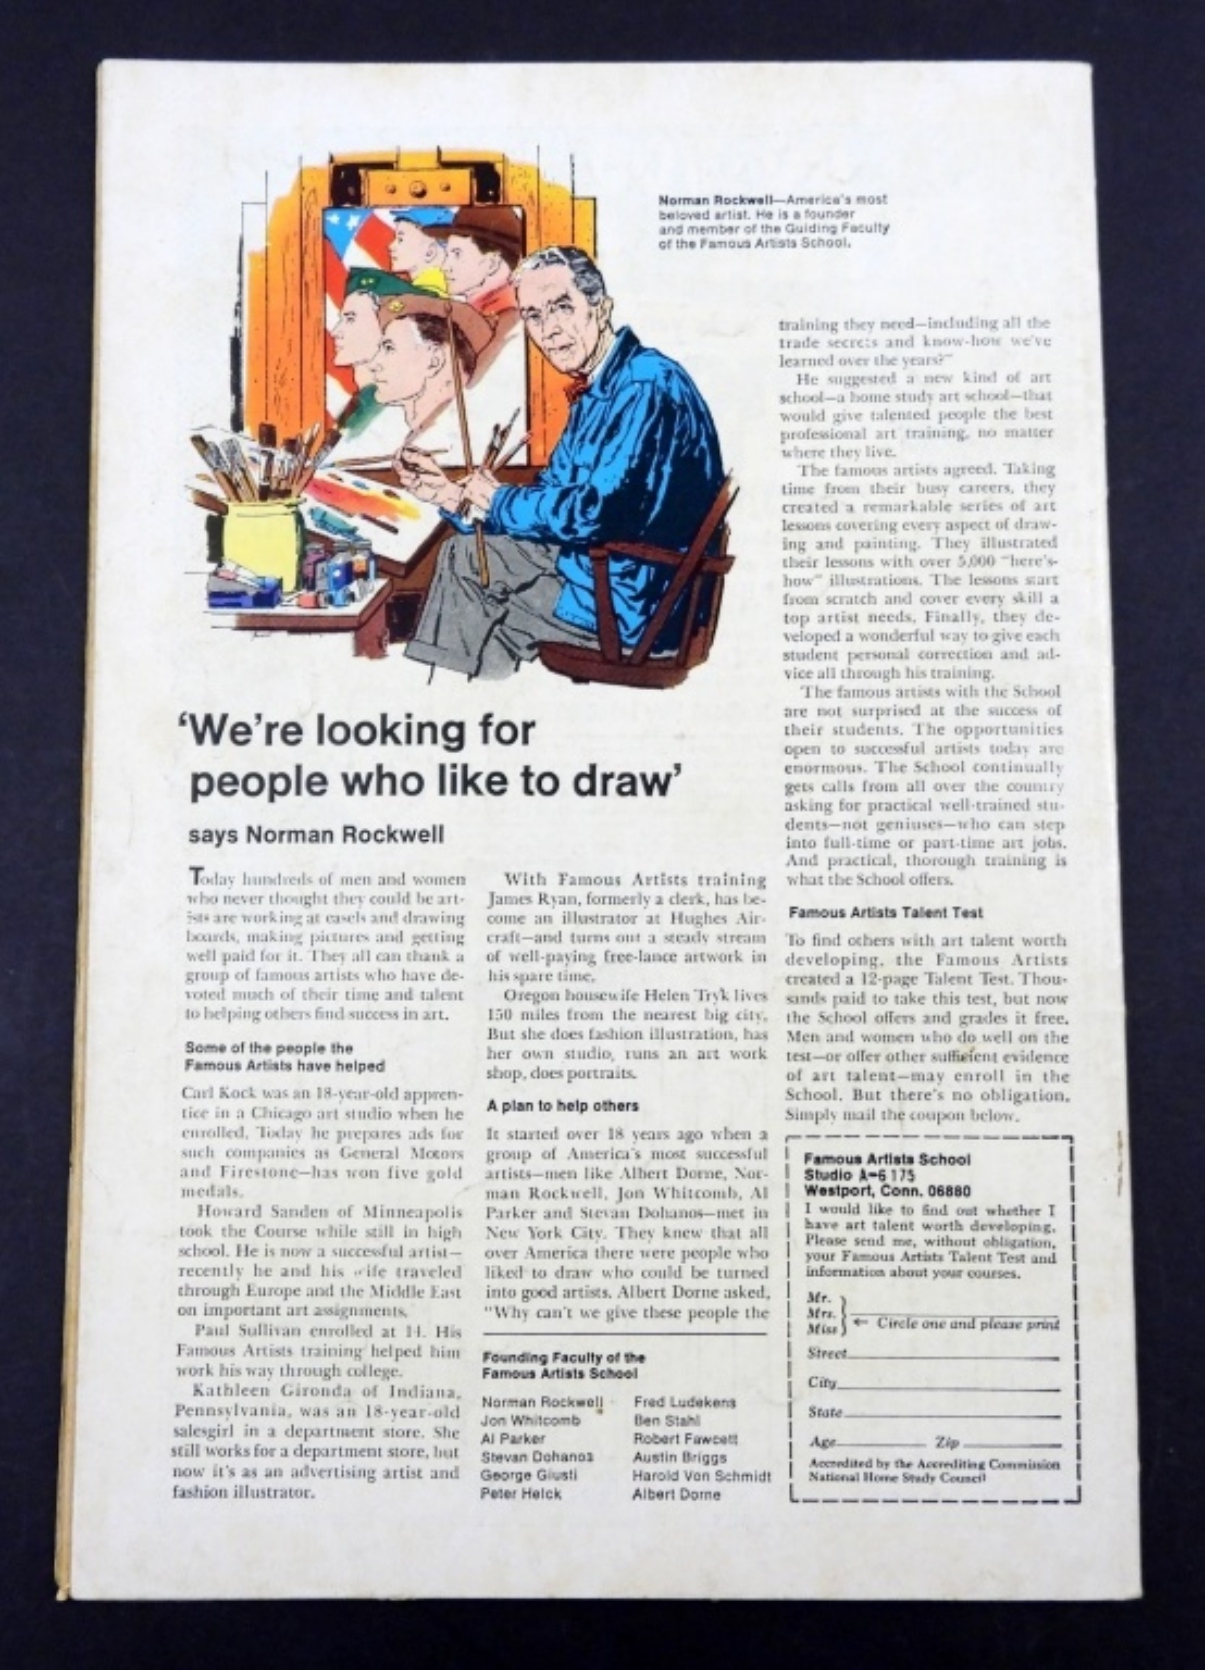 Norman Rockwell—America's most
beloved artist. He is a founder
and member of the Guiding Faculty
of the Famous Artists School.
'We're looking for
people who like to draw'
says Norman Rockwell
Today hundreds of men and women
who never thought they could be art-
ists are working at easels and drawing
boards, making pictures and getting
well paid for it. They all can thank a
group of famous artists who have de-
voted much of their time and talent
to helping others find success in art.
Some of the people the
Famous Artists have helped
Carl Kock was an 18-year-old appren-
tice in a Chicago art studio when he
enrolled. Today he prepares ads for
such companies as General Motors
and Firestone—has won five gold
medals.
Howard Sanden of Minneapolis
took the Course while still in high
school. He is now a successful artist—
recently he and his wife traveled
through Europe and the Middle East
on important art assignments.
Paul Sullivan enrolled at 14. His
Famous Artists training helped him
work his way through college.
Kathleen Gironda of Indiana,
Pennsylvania, was an 18-year-old
salesgirl in a department store. She
still works for a department store, but
now it's as an advertising artist and
fashion illustrator.
With Famous Artists training
James Ryan, formerly a clerk, has be-
come an illustrator at Hughes Air-
craft—and turns out a steady stream
of well-paying free-lance artwork in
his spare time.
Oregon housewife Helen Tryk lives
150 miles from the nearest big city.
But she does fashion illustration, has
her own studio, runs an art work
shop, does portraits.
A plan to help others
It started over 18 years ago when a
group of America's most successful
artists—men like Albert Dorne, Nor-
man Rockwell, Jon Whitcomb, Al
Parker and Stevan Dohanos—met in
New York City. They knew that all
over America there were people who
liked to draw who could be turned
into good artists. Albert Dorne asked,
"Why can't we give these people the
Founding Faculty of the
Famous Artists School
Norman Rockwell Fred Ludekens
Jon Whitcomb Ben Stahl
Al Parker Robert Fawcett
Stevan Dohanos Austin Briggs
George Giusti Harold Von Schmidt
Peter Helck Albert Dorne
training they need—including all the
trade secrets and know-how we've
learned over the years?"
He suggested a new kind of art
school—a home study art school—that
would give talented people the best
professional art training, no matter
where they live.
The famous artists agreed. Taking
time from their busy careers, they
created a remarkable series of art
lessons covering every aspect of draw-
ing and painting. They illustrated
their lessons with over 5,000 "here's-
how" illustrations. The lessons start
from scratch and cover every skill a
top artist needs. Finally, they de-
veloped a wonderful way to give each
student personal correction and ad-
vice all through his training.
The famous artists with the School
are not surprised at the success of
their students. The opportunities
open to successful artists today are
enormous. The School continually
gets calls from all over the country
asking for practical well-trained stu-
dents—not geniuses—who can step
into full-time or part-time art jobs.
And practical, thorough training is
what the School offers.
Famous Artists Talent Test
To find others with art talent worth
developing, the Famous Artists
created a 12-page Talent Test. Thou-
sands paid to take this test, but now
the School offers and grades it free.
Men and women who do well on the
test—or offer other sufficient evidence
of art talent—may enroll in the
School. But there's no obligation.
Simply mail the coupon below.
Famous Artists School
Studio A-6175
Westport, Conn. 06880
I would like to find out whether I
have art talent worth developing.
Please send me, without obligation,
your Famous Artists Talent Test and
information about your courses.
Mr.
Mrs.
Miss ← Circle one and please print
Street
City
State
Age Zip
Accredited by the Accrediting Commission
National Home Study Council